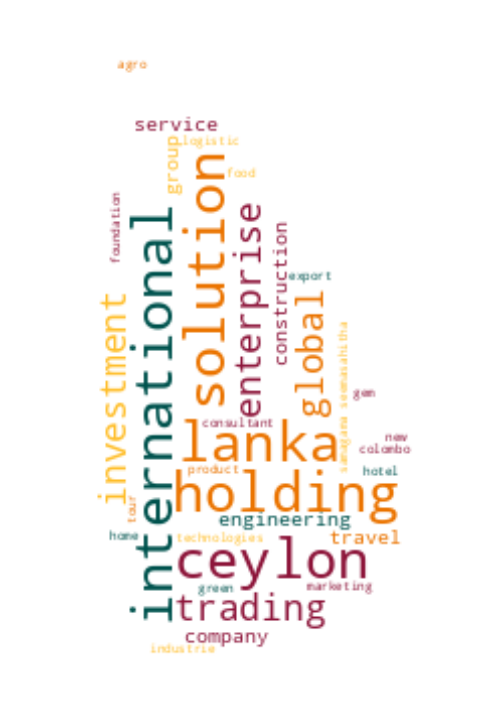 agro
service
logistic
group
food
solution
foundation
international
enterprise
construction
export
investment
global
samagama seemasahitha
gem
consultant
lanka
new
colombo
product
hotel
holding
tour
engineering
home
technologies
travel
ceylon
green
marketing
trading
company
industrie